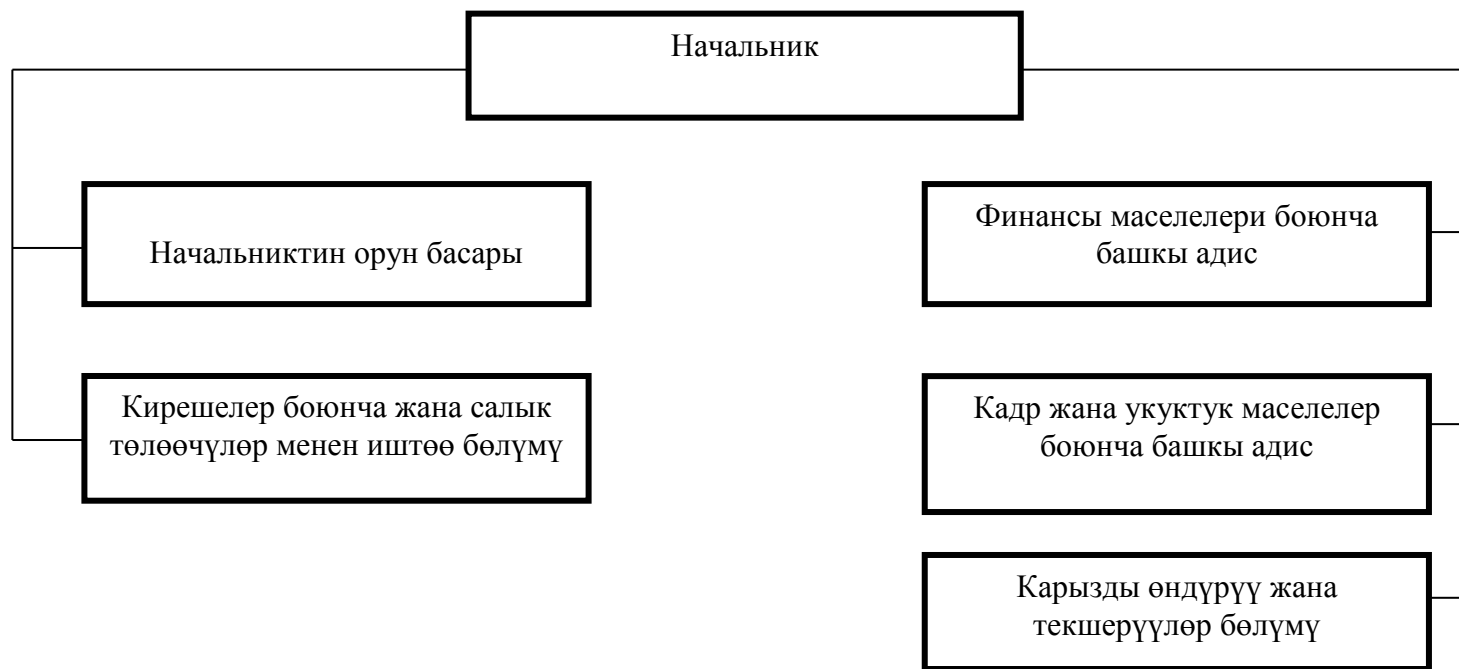 Начальник
Начальниктин орун басары
Финансы маселелери боюнча
башкы адис
Кирешелер боюнча жана салык
төлөөчүлөр менен иштөө бөлүмү
Кадр жана укуктук маселелер
боюнча башкы адис
Карызды өндүрүү жана
текшерүүлөр бөлүмү